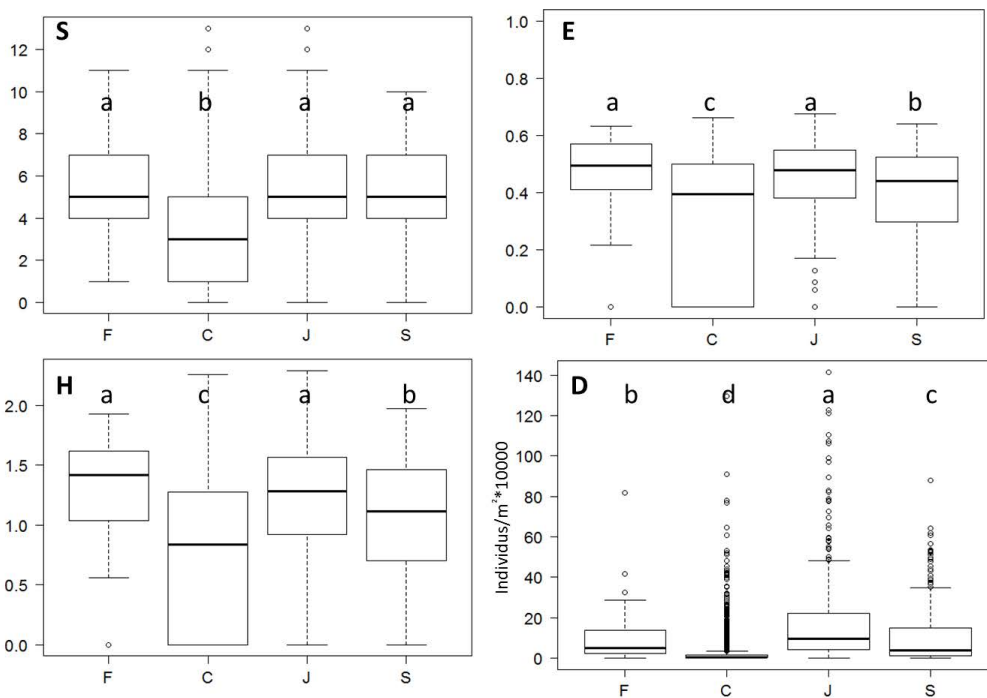 S
12
10
8
6
4
2
0
a b a a
F C J S
E
1.0
0.8
0.6
0.4
0.2
0.0
a c a b
F C J S
H
2.0
1.5
1.0
0.5
0.0
a c a b
F C J S
D
Individus/m²*10000
140
120
100
80
60
40
20
0
b d a c
F C J S